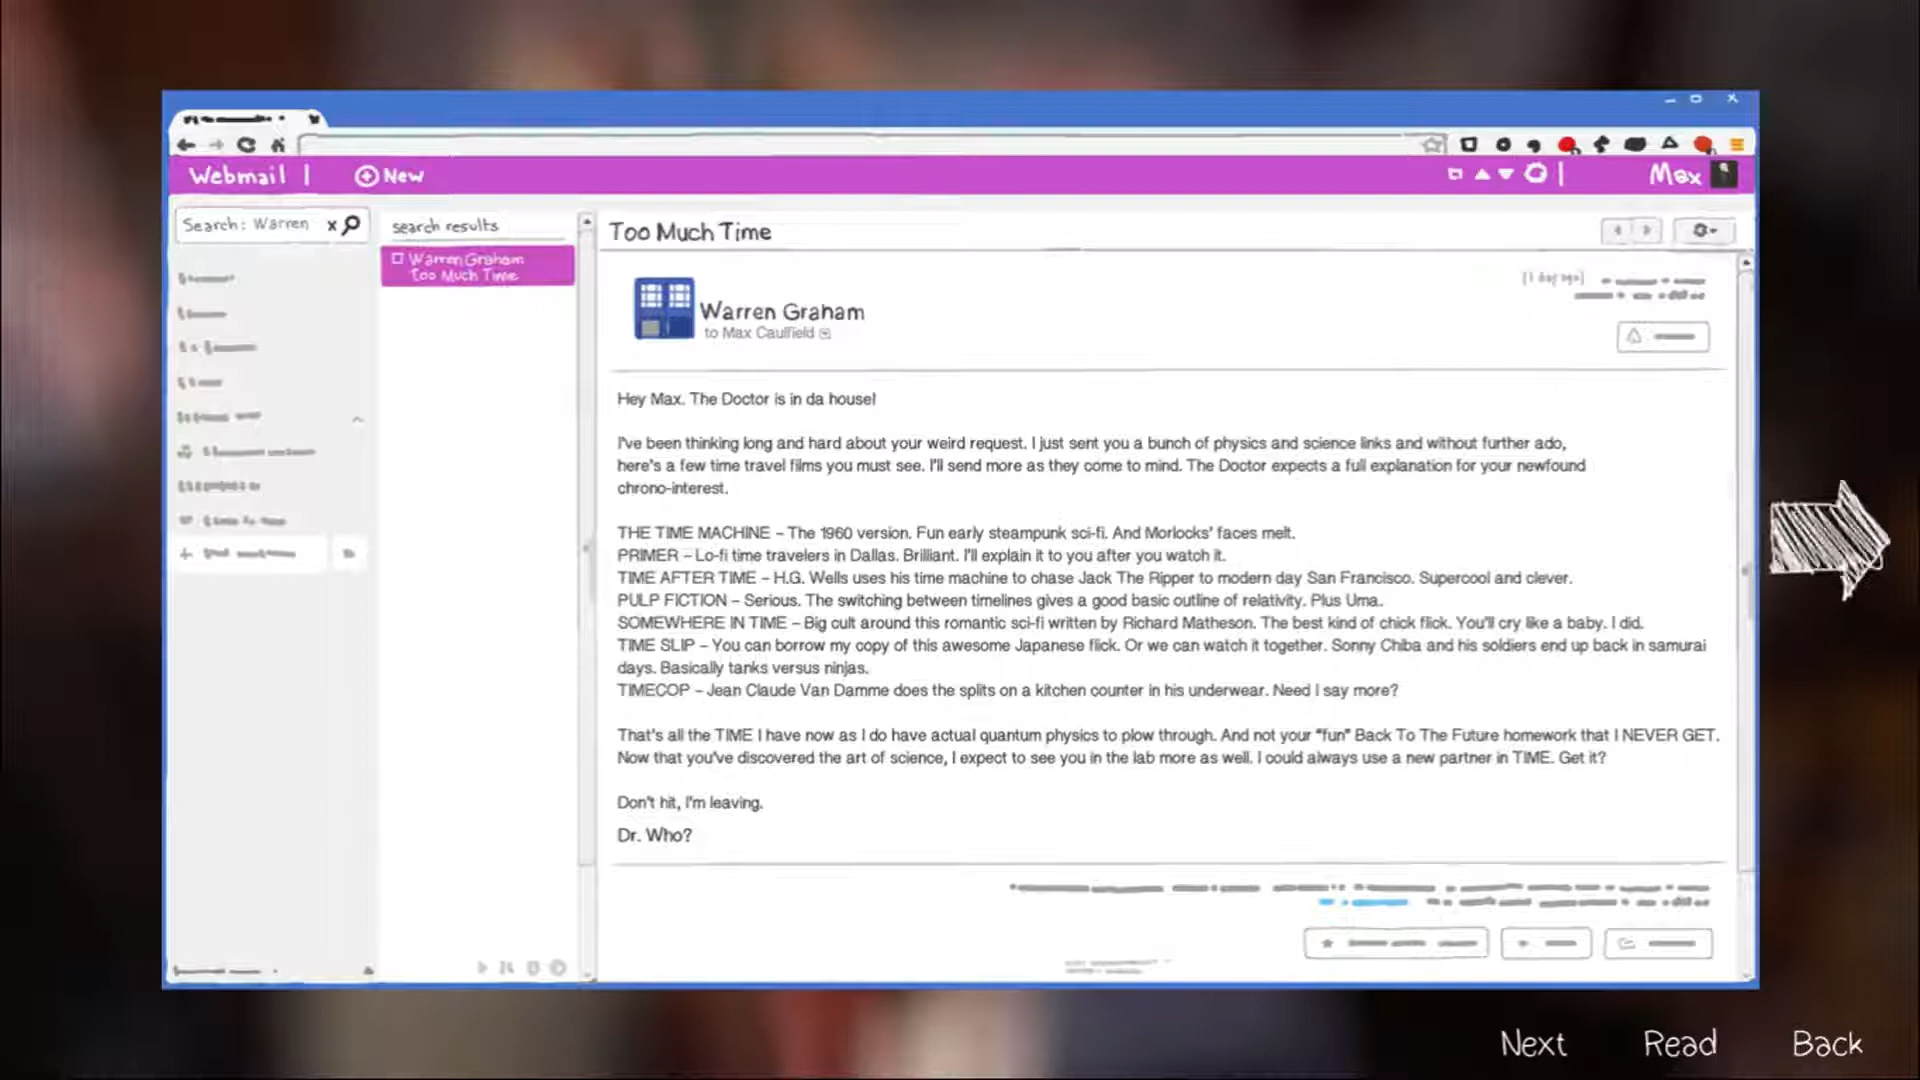 Webmail | New
Max
Search: Warren x
search results
Warren Graham
Too Much Time
Too Much Time
Warren Graham
to Max Caulfield
(1 day ago)
Hey Max. The Doctor is in da house!
I've been thinking long and hard about your weird request. I just sent you a bunch of physics and science links and without further ado,
here's a few time travel films you must see. I'll send more as they come to mind. The Doctor expects a full explanation for your newfound
chrono-interest.
THE TIME MACHINE – The 1960 version. Fun early steampunk sci-fi. And Morlocks' faces melt.
PRIMER – Lo-fi time travelers in Dallas. Brilliant. I'll explain it to you after you watch it.
TIME AFTER TIME – H.G. Wells uses his time machine to chase Jack The Ripper to modern day San Francisco. Supercool and clever.
PULP FICTION – Serious. The switching between timelines gives a good basic outline of relativity. Plus Uma.
SOMEWHERE IN TIME – Big cult around this romantic sci-fi written by Richard Matheson. The best kind of chick flick. You'll cry like a baby. I did.
TIME SLIP – You can borrow my copy of this awesome Japanese flick. Or we can watch it together. Sonny Chiba and his soldiers end up back in samurai
days. Basically tanks versus ninjas.
TIMECOP – Jean Claude Van Damme does the splits on a kitchen counter in his underwear. Need I say more?
That's all the TIME I have now as I do have actual quantum physics to plow through. And not your "fun" Back To The Future homework that I NEVER GET.
Now that you've discovered the art of science, I expect to see you in the lab more as well. I could always use a new partner in TIME. Get it?
Don't hit, I'm leaving.
Dr. Who?
Next Read Back